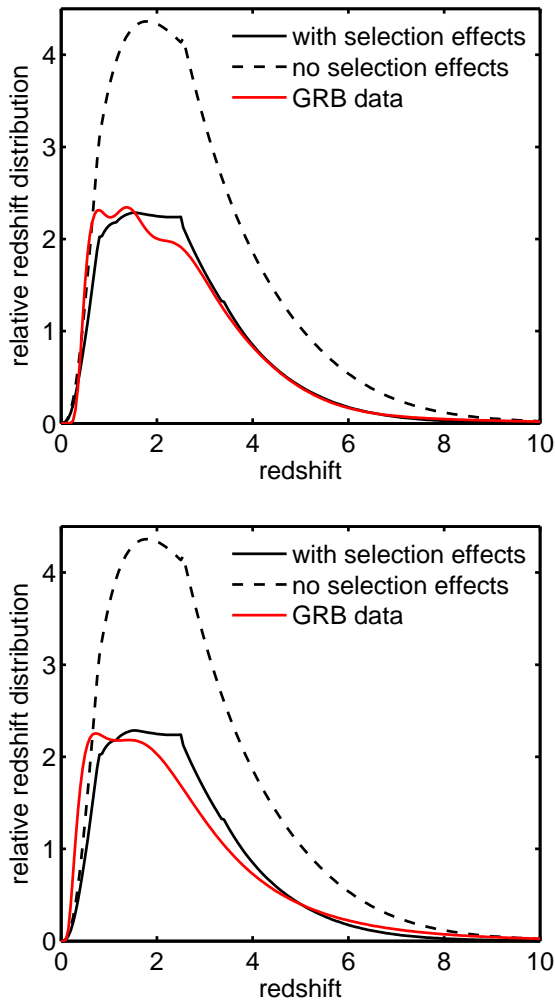 4
3
2
1
0
relative redshift distribution
with selection effects
no selection effects
GRB data
0 2 4 6 8 10
redshift
4
3
2
1
0
relative redshift distribution
with selection effects
no selection effects
GRB data
0 2 4 6 8 10
redshift